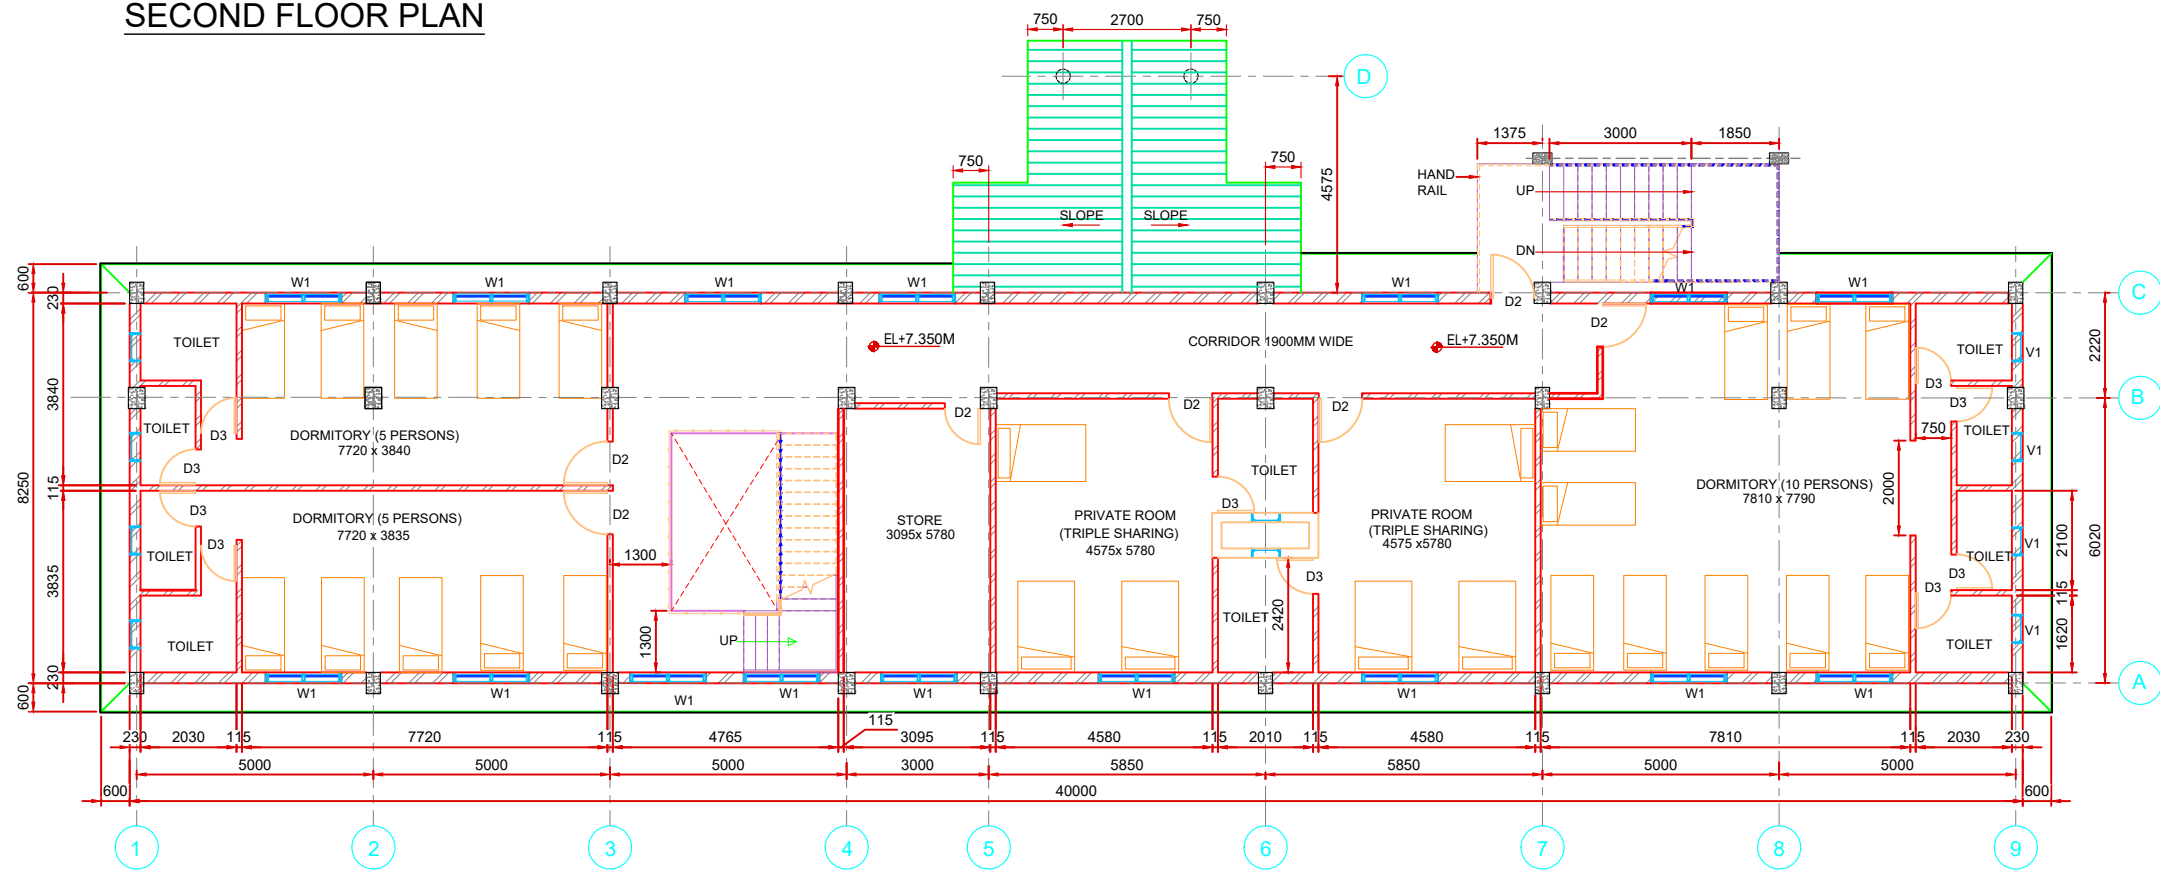 SECOND FLOOR PLAN
750 2700 750
D
1375 3000 1850
750 750
4575
HAND
RAIL
UP
SLOPE SLOPE
DN
600
W1 W1 W1 W1 W1 W1 W1
230
C
D2
D2
TOILET
EL+7.350M
CORRIDOR 1900MM WIDE
EL+7.350M
TOILET
V1
2220
3840
D3
B
D2 D2 D2
D3
TOILET
D3
DORMITORY (5 PERSONS)
7720 x 3840
750
TOILET
V1
D2
D3
TOILET
8250
115
2000
DORMITORY (10 PERSONS)
7810 x 7790
D3
D3
DORMITORY (5 PERSONS)
7720 x 3835
D2
STORE
3095x 5780
PRIVATE ROOM
(TRIPLE SHARING)
4575x 5780
PRIVATE ROOM
(TRIPLE SHARING)
4575 x5780
V1
2100
6020
D3
TOILET
1300
TOILET
3835
D3
D3
D3
115
TOILET
2420
UP
1300
TOILET
TOILET
V1
1620
230
600
W1 W1 W1 W1 W1 W1 W1 W1 W1
A
115
230 2030 115 7720 115 4765 3095 115 4580 115 2010 115 4580 115 7810 115 2030 230
5000 5000 5000 3000 5850 5850 5000 5000
600 40000 600
1 2 3 4 5 6 7 8 9